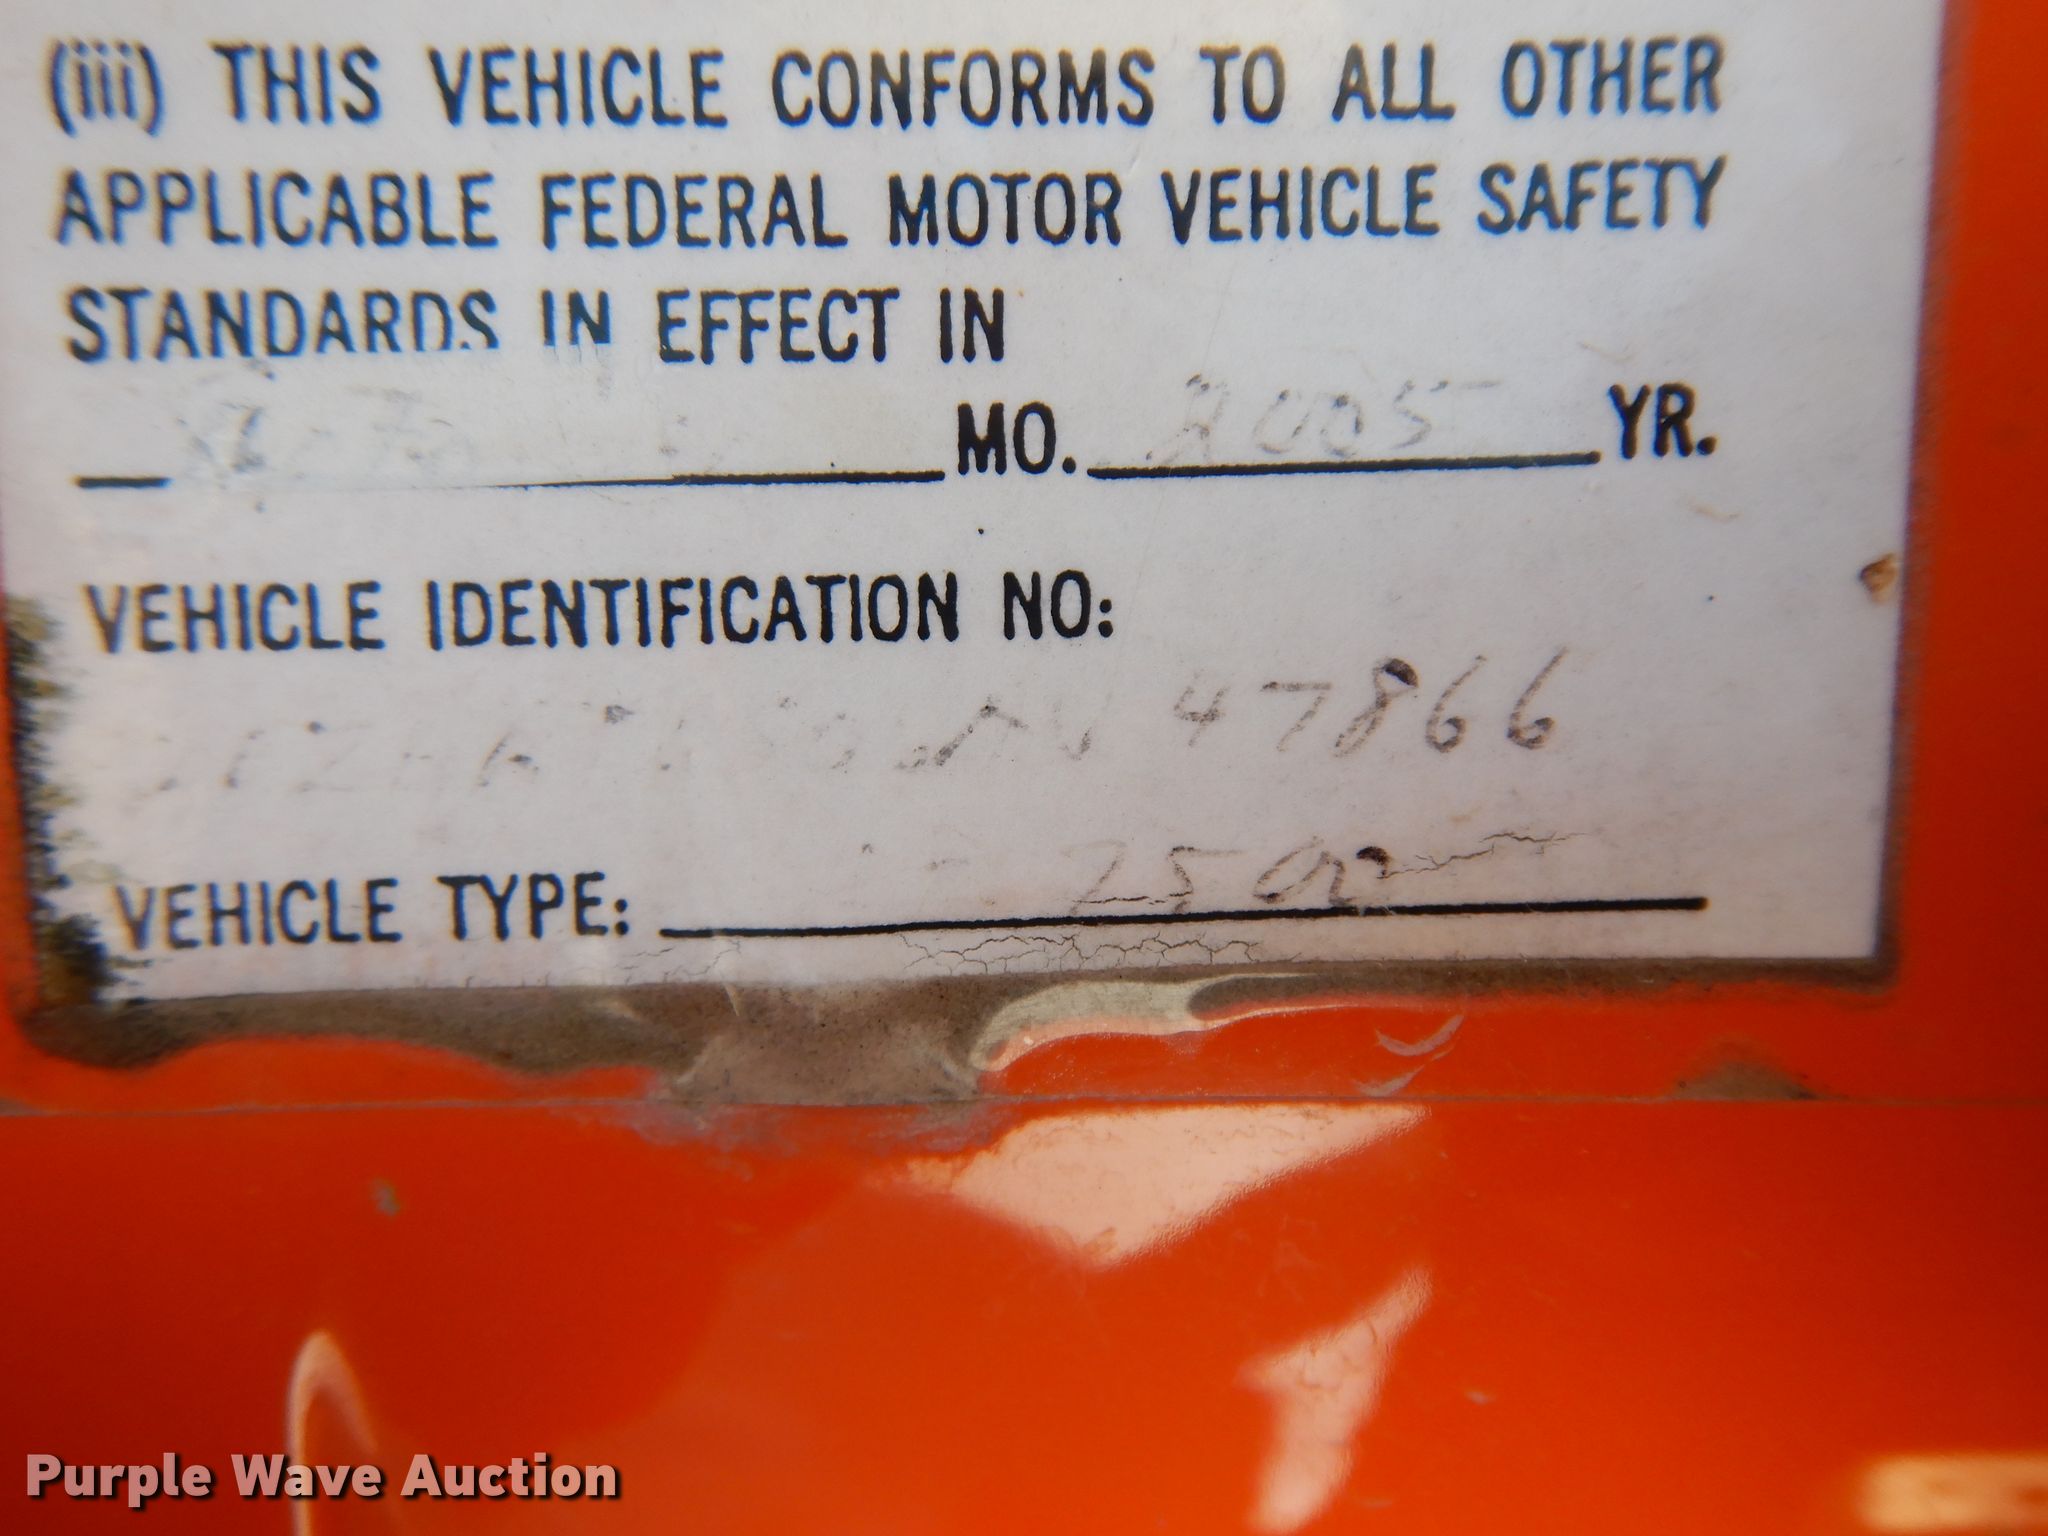 (iii) THIS VEHICLE CONFORMS TO ALL OTHER
APPLICABLE FEDERAL MOTOR VEHICLE SAFETY
STANDARDS IN EFFECT IN
MO. 2005 YR.
VEHICLE IDENTIFICATION NO:
47866
VEHICLE TYPE:
Purple Wave Auction